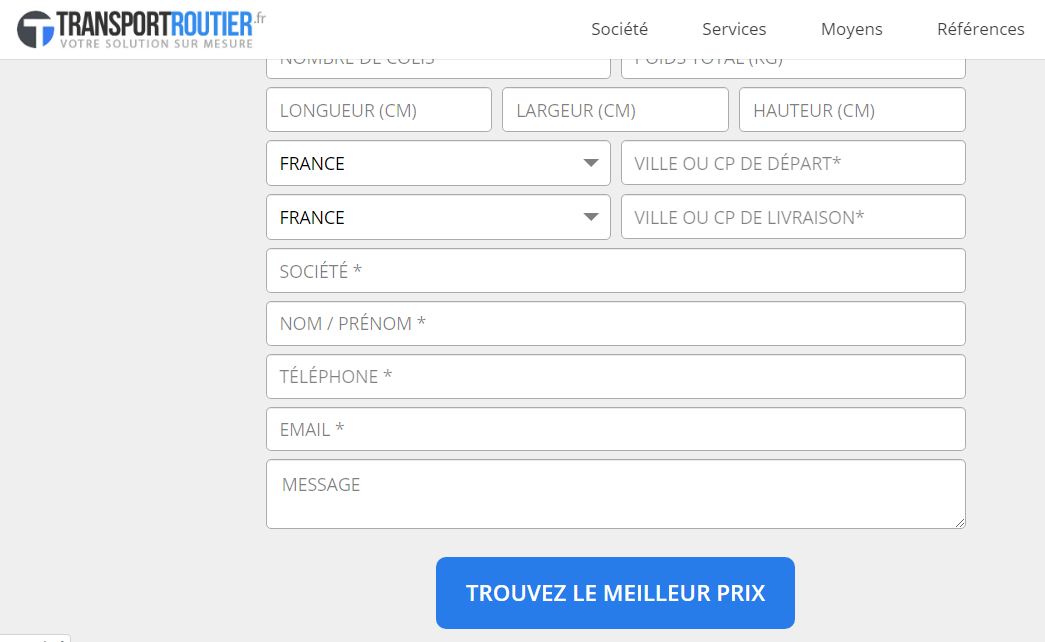 TRANSPORTROUTIER.fr
VOTRE SOLUTION SUR MESURE
Société Services Moyens Références
NOMBRE DE COLIS POIDS TOTAL (KG)
LONGUEUR (CM) LARGEUR (CM) HAUTEUR (CM)
FRANCE VILLE OU CP DE DÉPART*
FRANCE VILLE OU CP DE LIVRAISON*
SOCIÉTÉ *
NOM / PRÉNOM *
TÉLÉPHONE *
EMAIL *
MESSAGE
TROUVEZ LE MEILLEUR PRIX